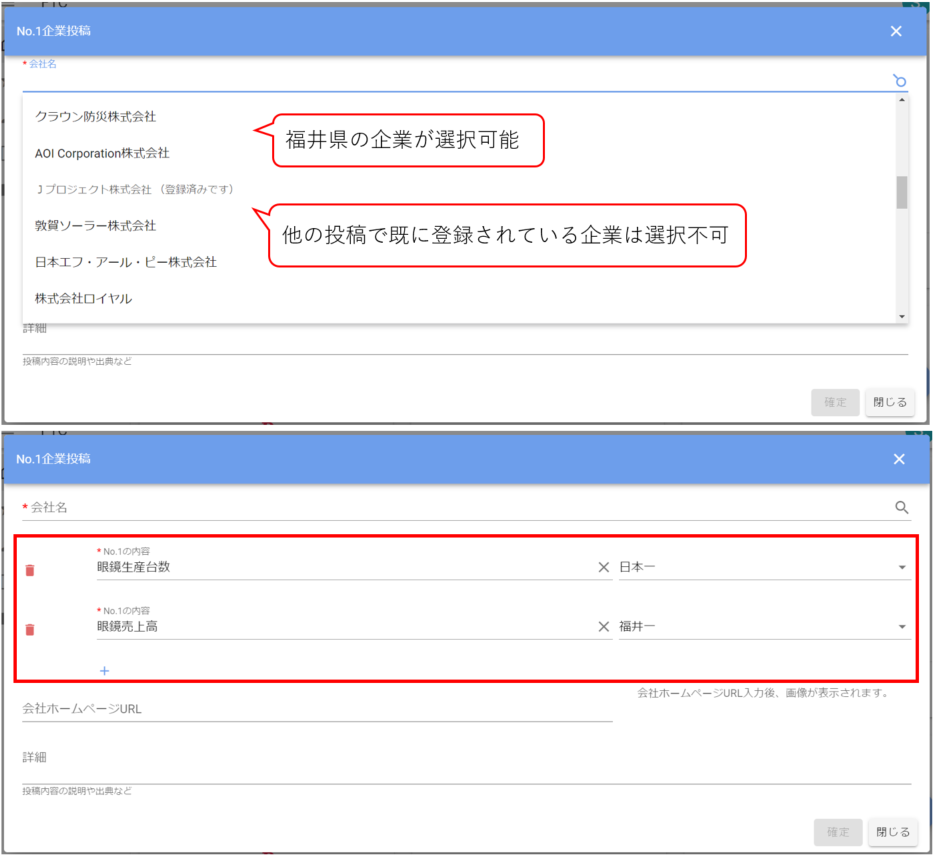 No.1企業投稿
* 会社名
クラウン防災株式会社
福井県の企業が選択可能
AOI Corporation株式会社
Jプロジェクト株式会社 （登録済みです）
敦賀ソーラー株式会社
他の投稿で既に登録されている企業は選択不可
日本エフ・アール・ピー株式会社
株式会社ロイヤル
詳細
投稿内容の説明や出典など
確定
閉じる
No.1企業投稿
* 会社名
* No.1の内容
眼鏡生産台数
日本一
* No.1の内容
眼鏡売上高
福井一
+
会社ホームページURL入力後、画像が表示されます。
会社ホームページURL
詳細
投稿内容の説明や出典など
確定
閉じる